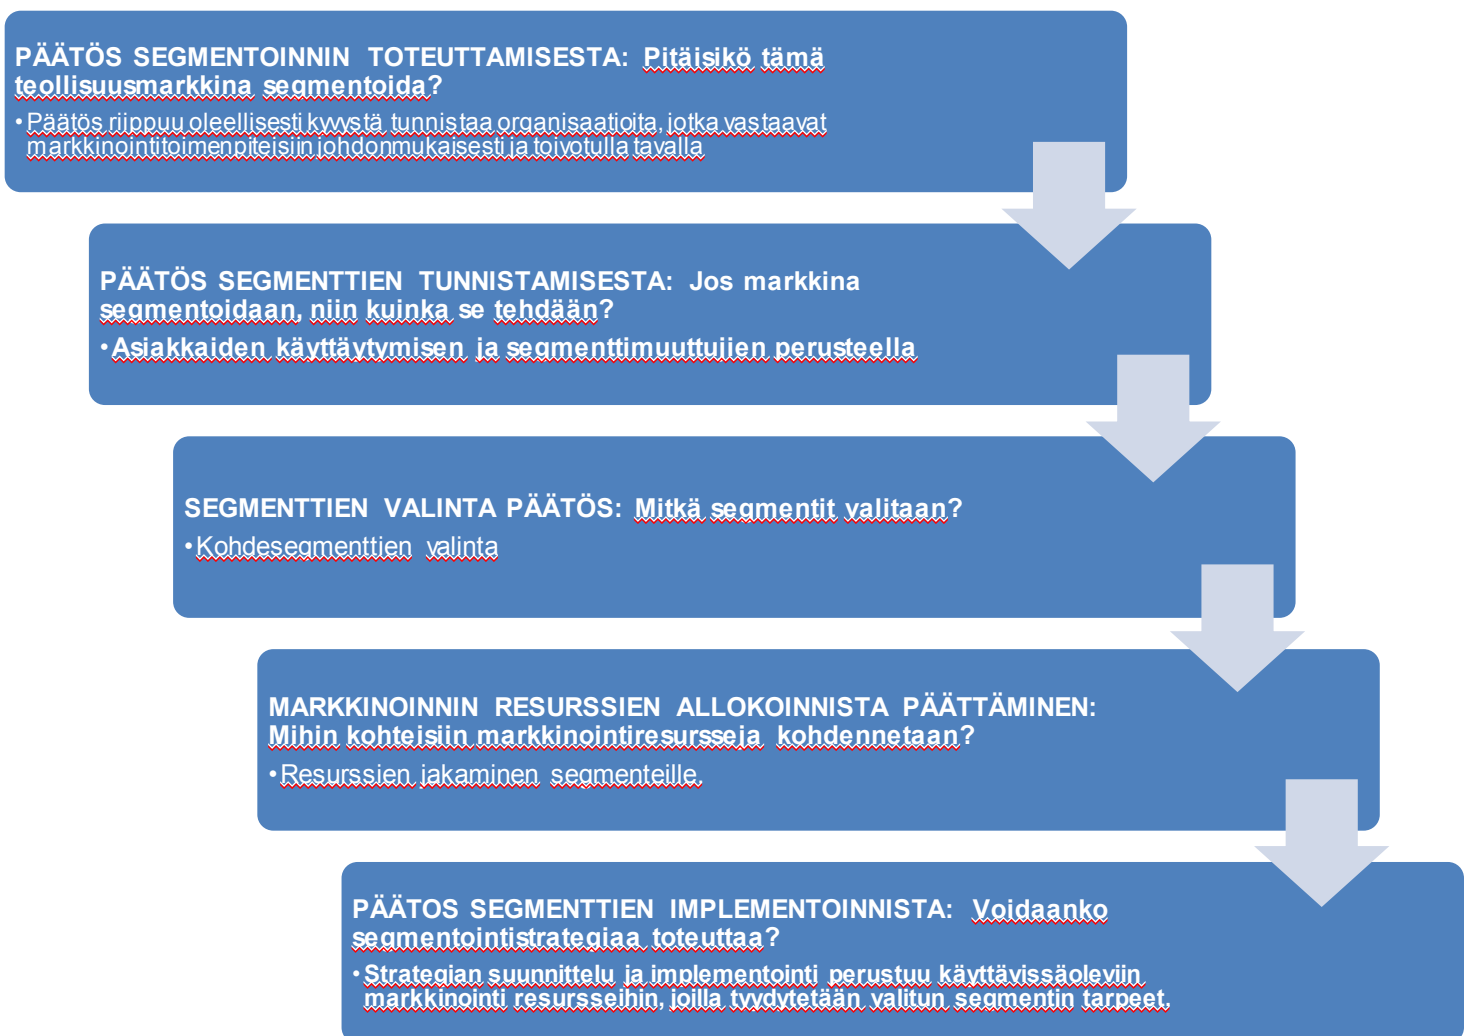 PÄÄTÖS SEGMENTOINNIN TOTEUTTAMISESTA: Pitäisikö tämä
teollisuusmarkkina segmentoida?
• Päätös riippuu oleellisesti kyvystä tunnistaa organisaatioita, jotka vastaavat
markkinointitoimenpiteisiin johdonmukaisesti ja toivotulla tavalla
PÄÄTÖS SEGMENTTIEN TUNNISTAMISESTA: Jos markkina
segmentoidaan, niin kuinka se tehdään?
• Asiakkaiden käyttäytymisen ja segmenttimuuttujien perusteella
SEGMENTTIEN VALINTA PÄÄTÖS: Mitkä segmentit valitaan?
• Kohdesegmenttien valinta
MARKKINOINNIN RESURSSIEN ALLOKOINNISTA PÄÄTTÄMINEN:
Mihin kohteisiin markkinointiresursseja kohdennetaan?
• Resurssien jakaminen segmenteille.
PÄÄTOS SEGMENTTIEN IMPLEMENTOINNISTA: Voidaanko
segmentointistrategiaa toteuttaa?
• Strategian suunnittelu ja implementointi perustuu käyttävissäoleviin
markkinointi resursseihin, joilla tyydytetään valitun segmentin tarpeet.